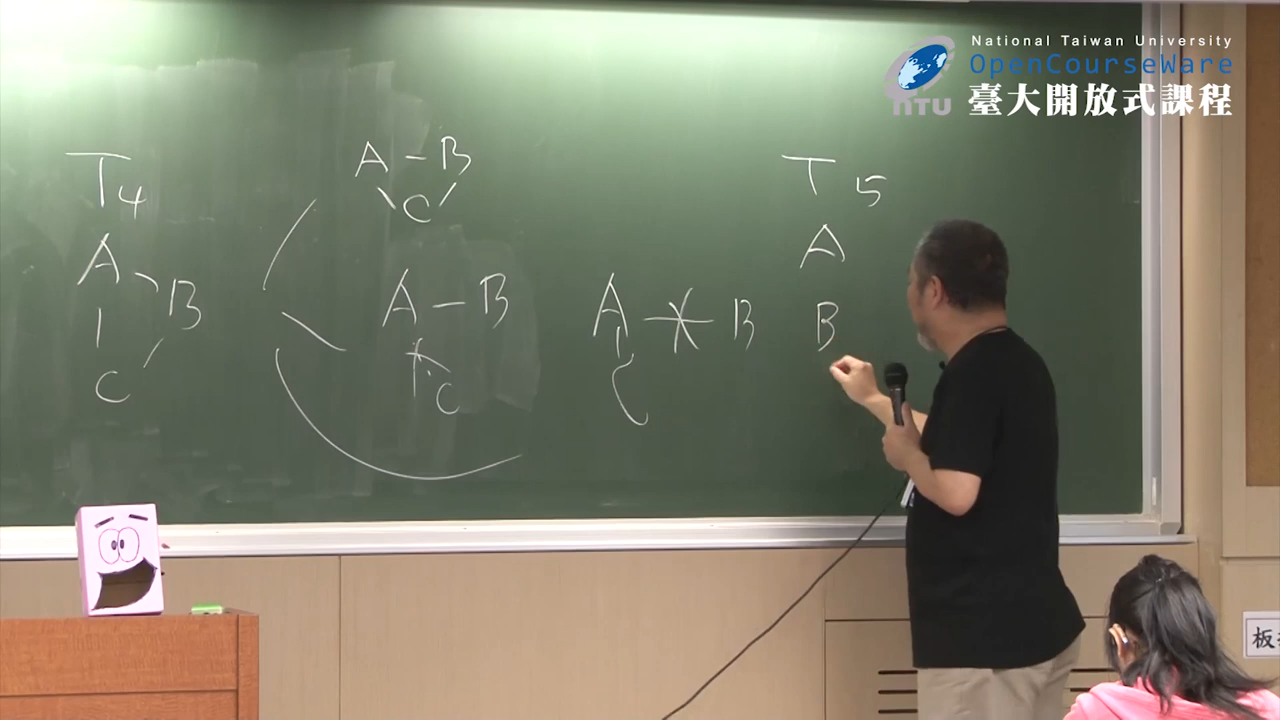 National Taiwan University
OpenCourseWare
NTU
臺大開放式課程
T4
A
B
C
A - B
C
A - B
C
A B
C
T5
A
B
板